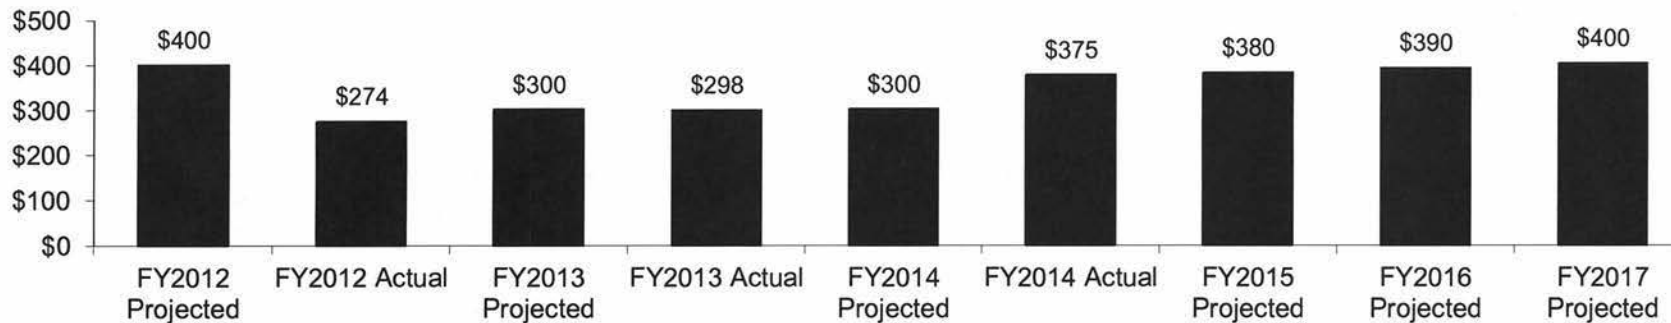 $500
$400
$300
$200
$100
$0
$400
$274
$300
$298
$300
$375
$380
$390
$400
FY2012
Projected
FY2012 Actual
FY2013
Projected
FY2013 Actual
FY2014
Projected
FY2014 Actual
FY2015
Projected
FY2016
Projected
FY2017
Projected